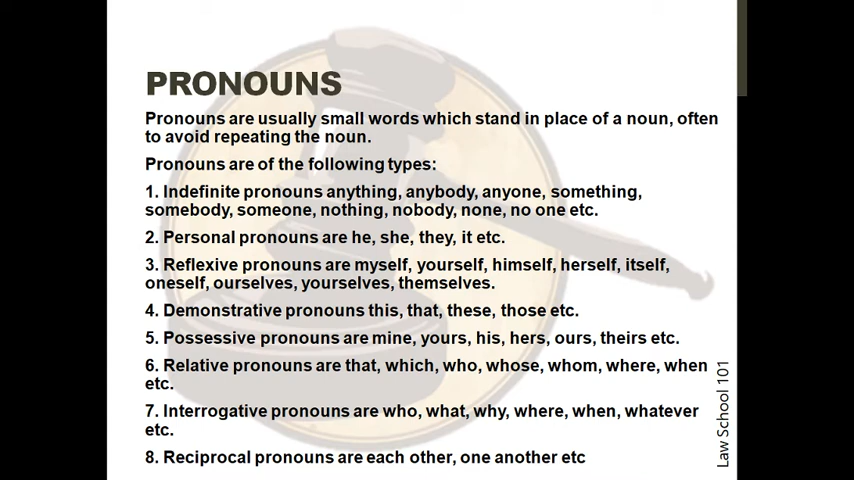 PRONOUNS
Pronouns are usually small words which stand in place of a noun, often
to avoid repeating the noun.
Pronouns are of the following types:
1. Indefinite pronouns anything, anybody, anyone, something,
somebody, someone, nothing, nobody, none, no one etc.
2. Personal pronouns are he, she, they, it etc.
3. Reflexive pronouns are myself, yourself, himself, herself, itself,
oneself, ourselves, yourselves, themselves.
4. Demonstrative pronouns this, that, these, those etc.
5. Possessive pronouns are mine, yours, his, hers, ours, theirs etc.
6. Relative pronouns are that, which, who, whose, whom, where, when
etc.
7. Interrogative pronouns are who, what, why, where, when, whatever
etc.
8. Reciprocal pronouns are each other, one another etc
Law School 101